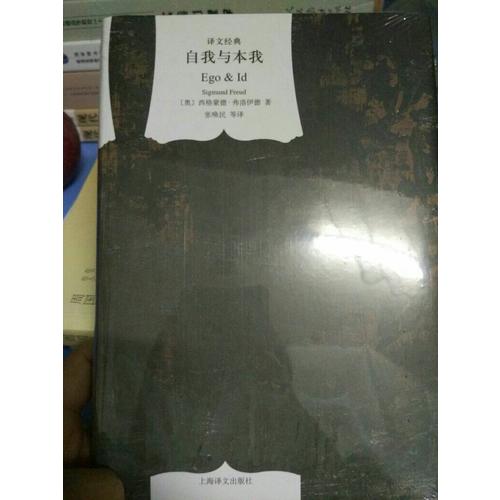 译文经典
自我与本我
Ego & Id
Sigmund Freud
〔奥〕西格蒙德·弗洛伊德 著
张唤民 等译
上海译文出版社